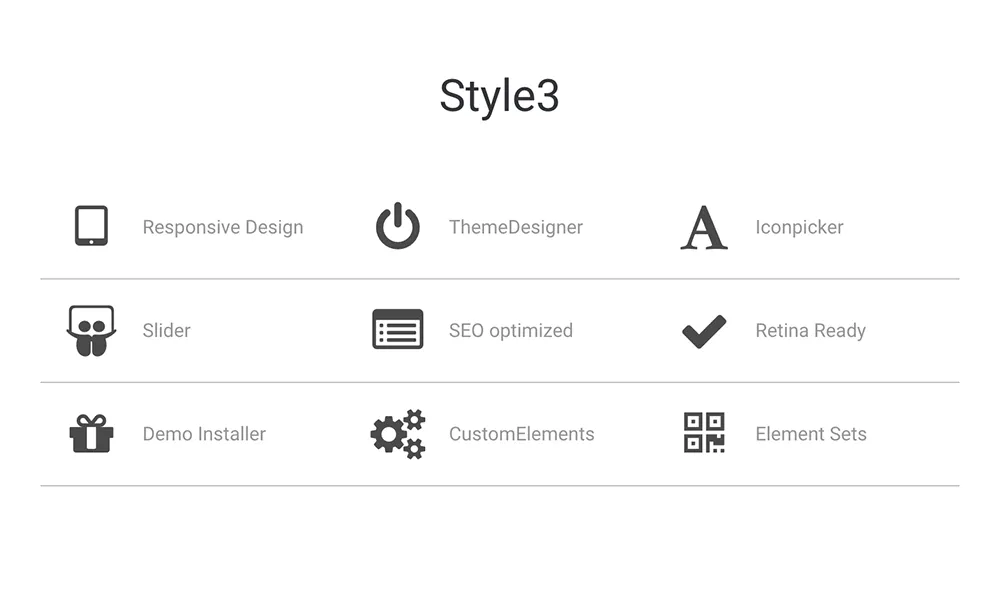 Style3
Responsive Design
ThemeDesigner
Iconpicker
Slider
SEO optimized
Retina Ready
Demo Installer
CustomElements
Element Sets